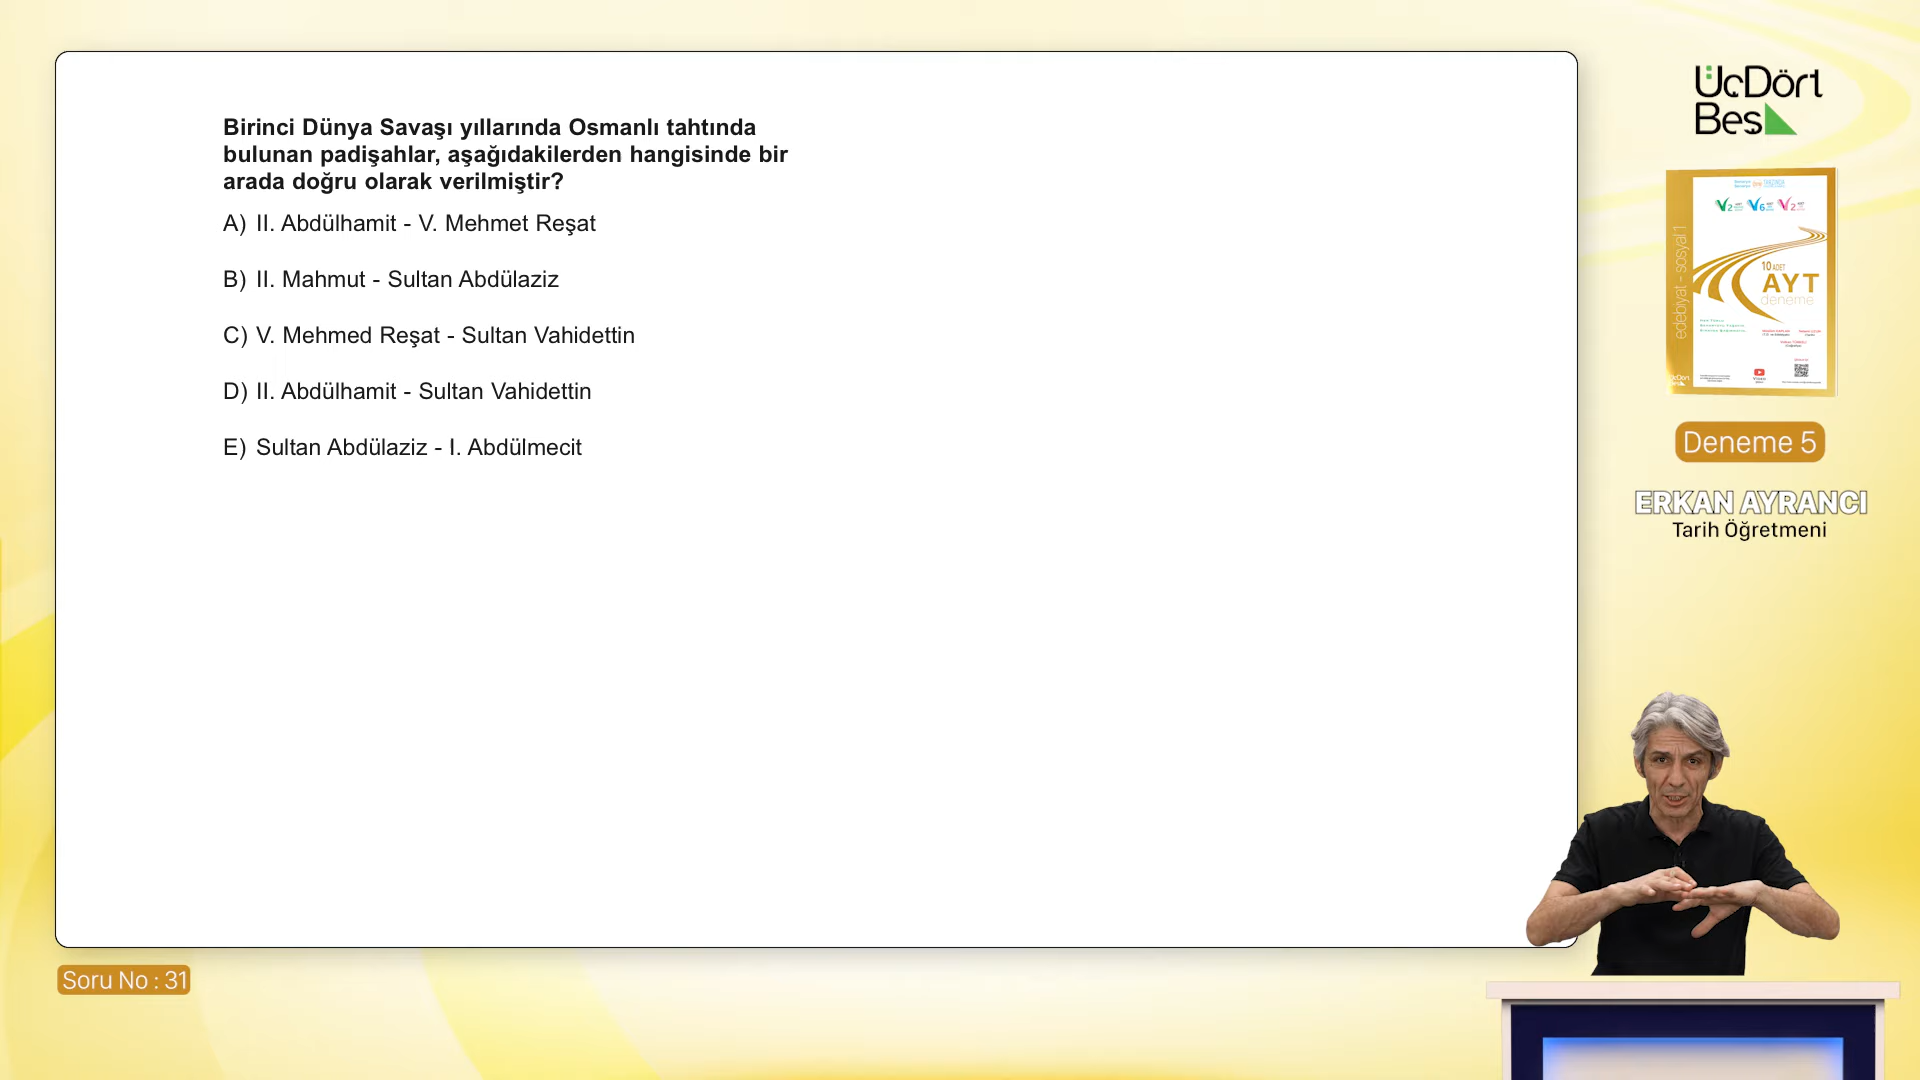 Birinci Dünya Savaşı yıllarında Osmanlı tahtında
bulunan padişahlar, aşağıdakilerden hangisinde bir
arada doğru olarak verilmiştir?
A) II. Abdülhamit - V. Mehmet Reşat
B) II. Mahmut - Sultan Abdülaziz
C) V. Mehmed Reşat - Sultan Vahidettin
D) II. Abdülhamit - Sultan Vahidettin
E) Sultan Abdülaziz - I. Abdülmecit
Soru No : 31
ÜçDört
Beş
edebiyat - sosyal 1
10 ADET
AYT
deneme
Deneme 5
ERKAN AYRANCI
Tarih Öğretmeni